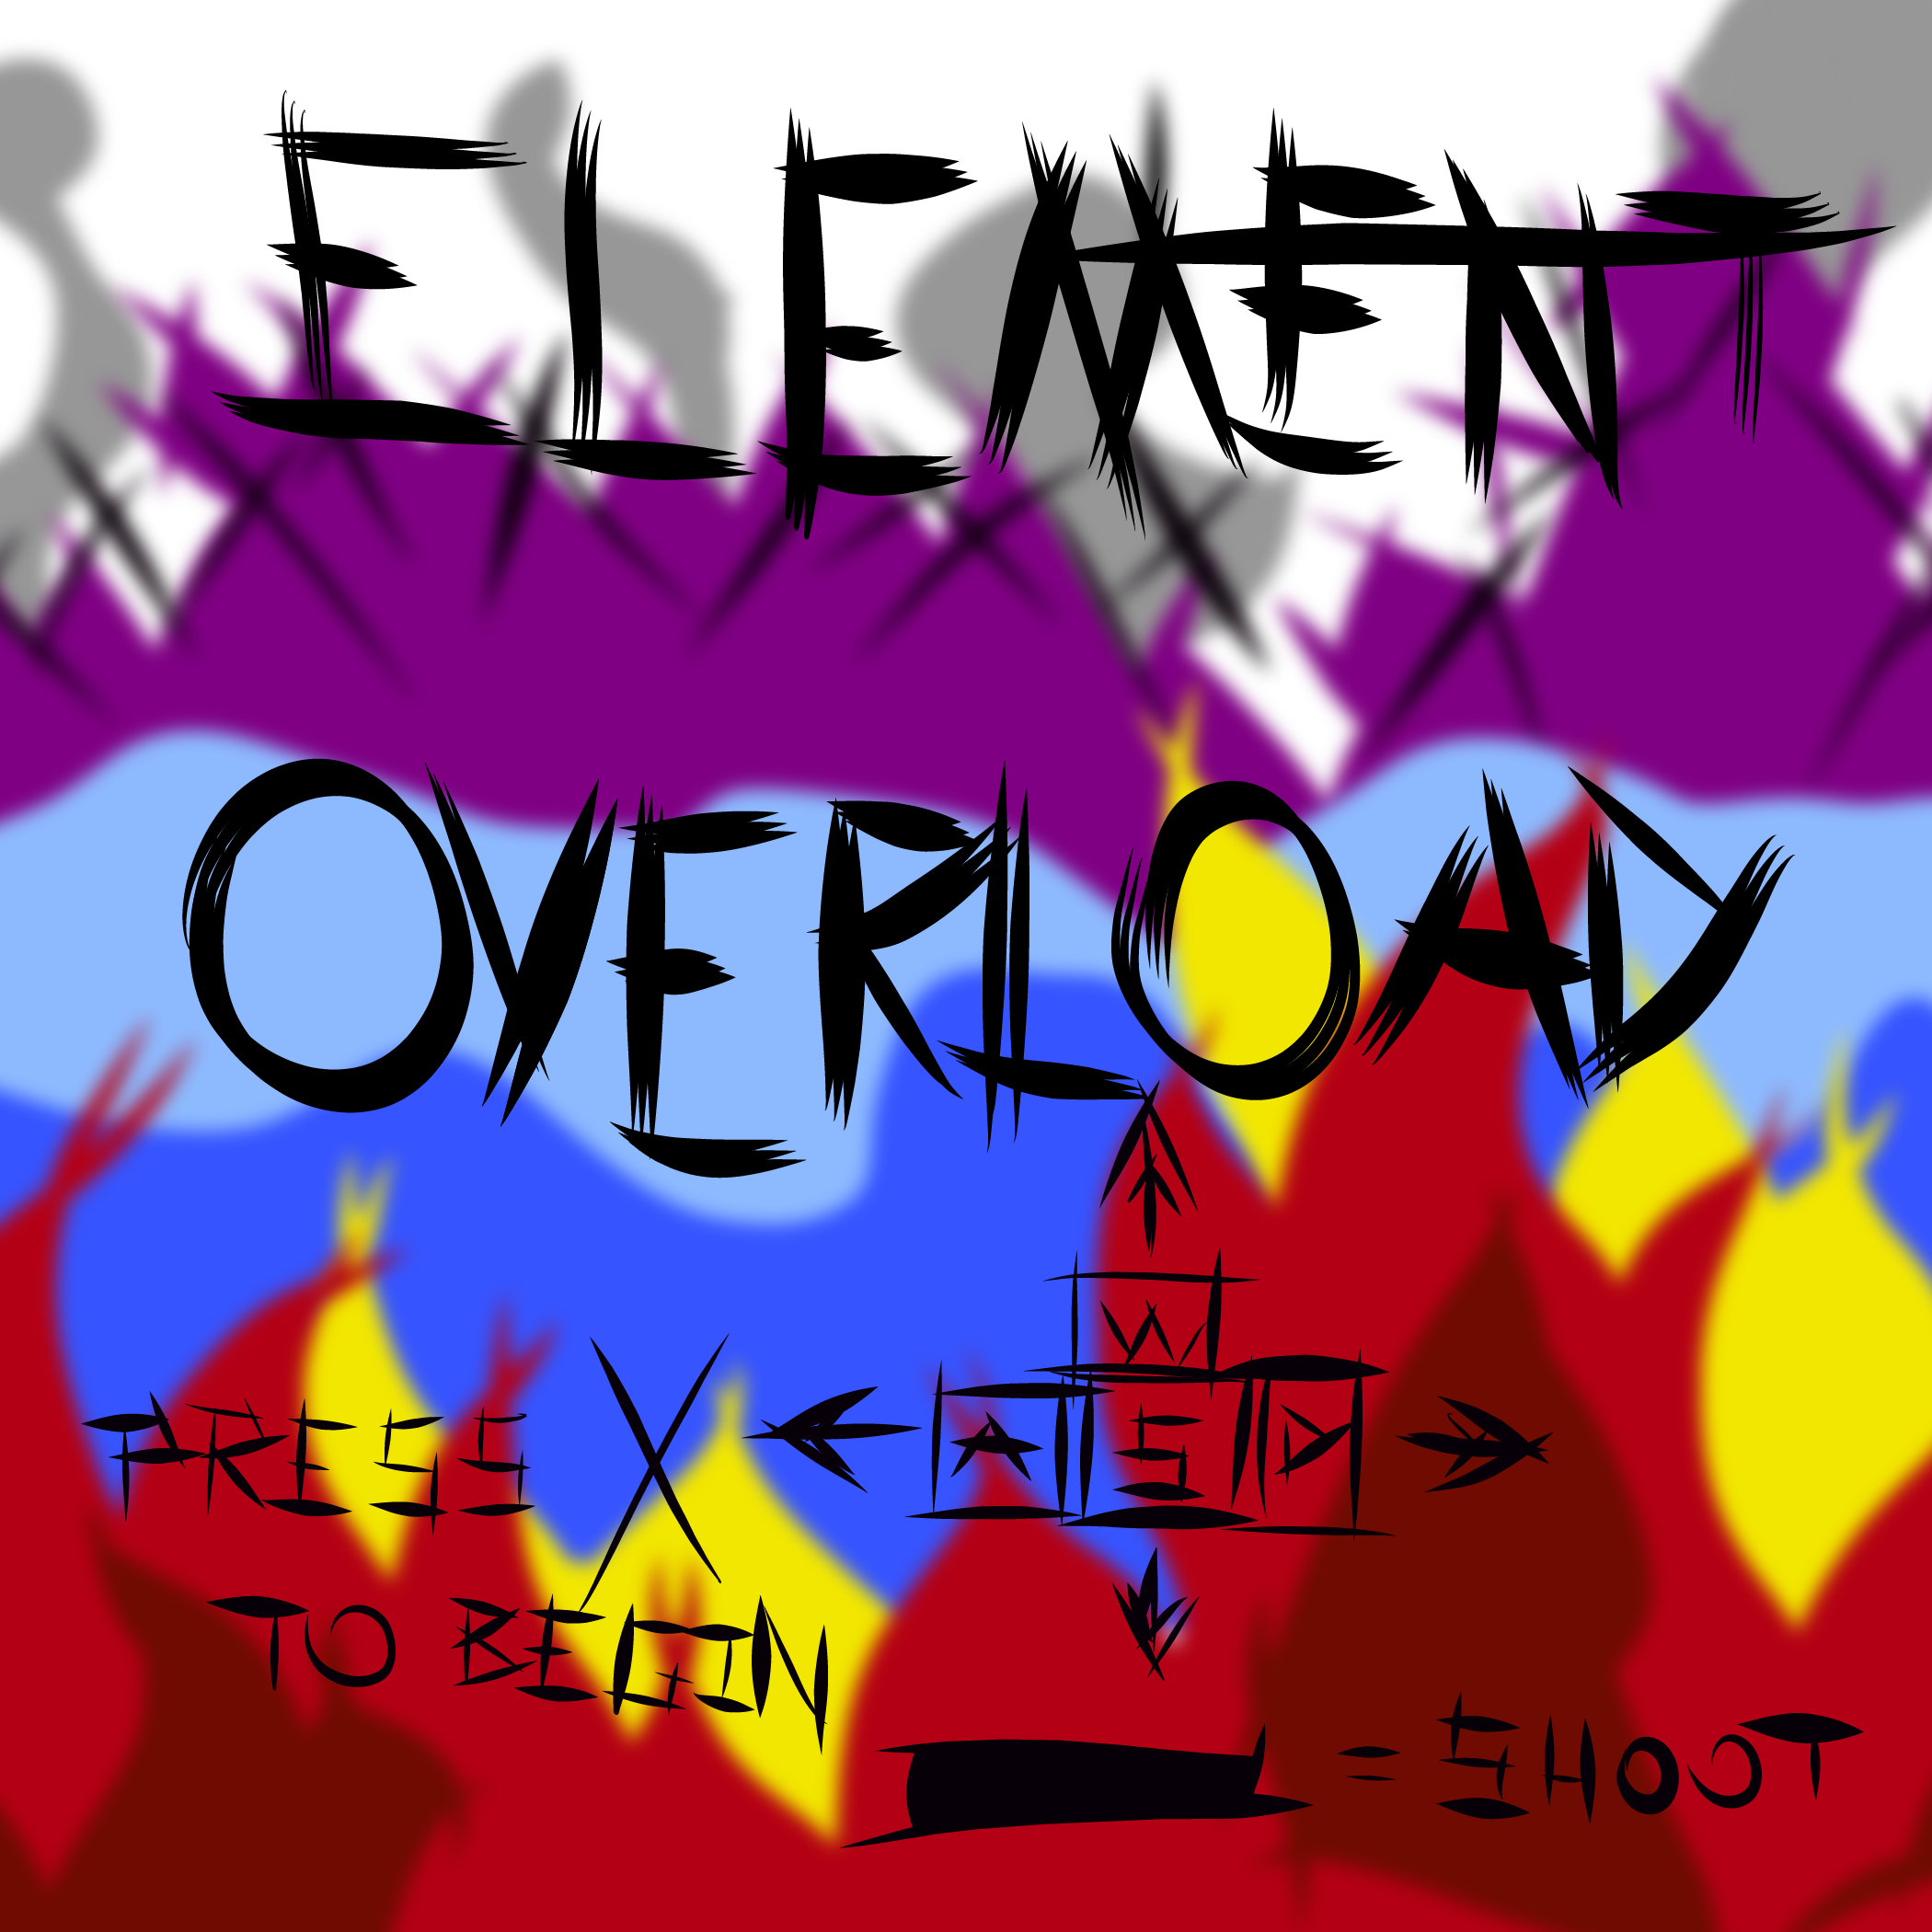 ELEMENT
OVERLOAD
W
PRESS X A S D
TO BEGIN
= SHOOT